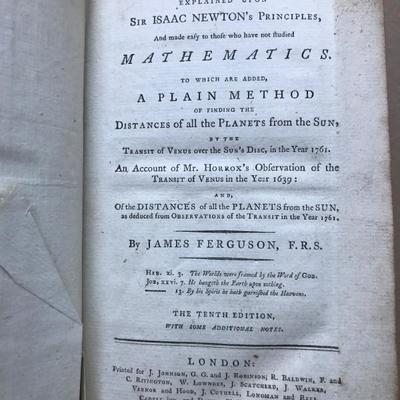 EXPLAINED UPON
SIR ISAAC NEWTON'S PRINCIPLES,
And made easy to those who have not studied
MATHEMATICS.
TO WHICH ARE ADDED,
A PLAIN METHOD
OF FINDING THE
DISTANCES of all the PLANETS from the SUN,
BY THE
TRANSIT of VENUS over the SUN'S DISC, in the YEAR 1761.
An Account of Mr. HORROX'S Observation of the
TRANSIT of VENUS in the YEAR 1639:
AND,
Of the DISTANCES of all the PLANETS from the SUN,
as deduced from OBSERVATIONS of the TRANSIT in the YEAR 1761.
By JAMES FERGUSON, F.R.S.
HEB. xi. 3. The Worlds were framed by the Word of GOD.
JOB, xxvi. 7. He hangeth the Earth upon nothing.
13. By his Spirit he hath garnished the Heavens.
THE TENTH EDITION,
WITH SOME ADDITIONAL NOTES.
LONDON:
Printed for J. JOHNSON, G. G. and J. ROBINSON, R. BALDWIN, F. and
C. RIVINGTON, W. LOWNDES, J. SCATCHERD, J. WALKER,
VERNOR and HOOD, J. CUTHELL, LONGMAN and REES,